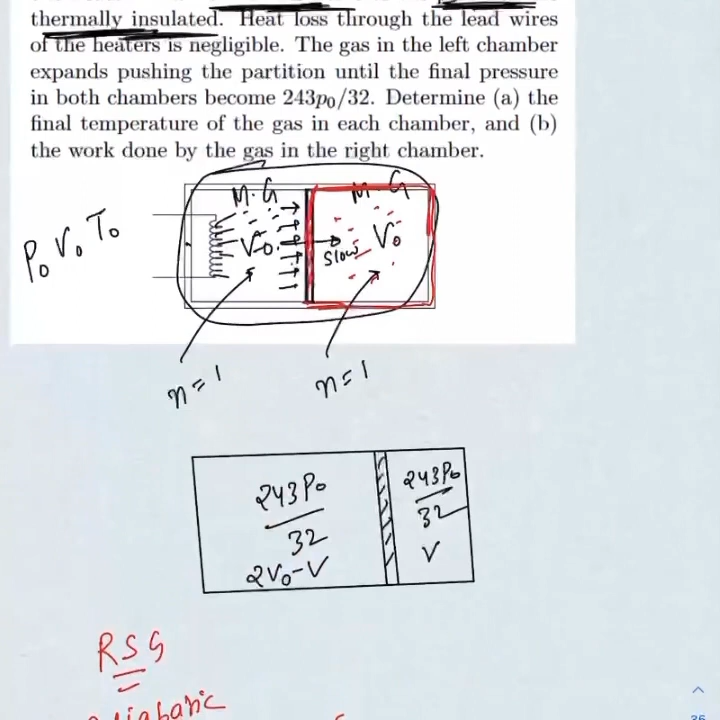 thermally insulated. Heat loss through the lead wires
of the heaters is negligible. The gas in the left chamber
expands pushing the partition until the final pressure
in both chambers become 243p₀/32. Determine (a) the
final temperature of the gas in each chamber, and (b)
the work done by the gas in the right chamber.
M.G M.G
P₀ V₀ T₀
V₀ V₀
Slow
n=1 n=1
243P₀ 243P₀
32 32
2V₀-V V
RSG